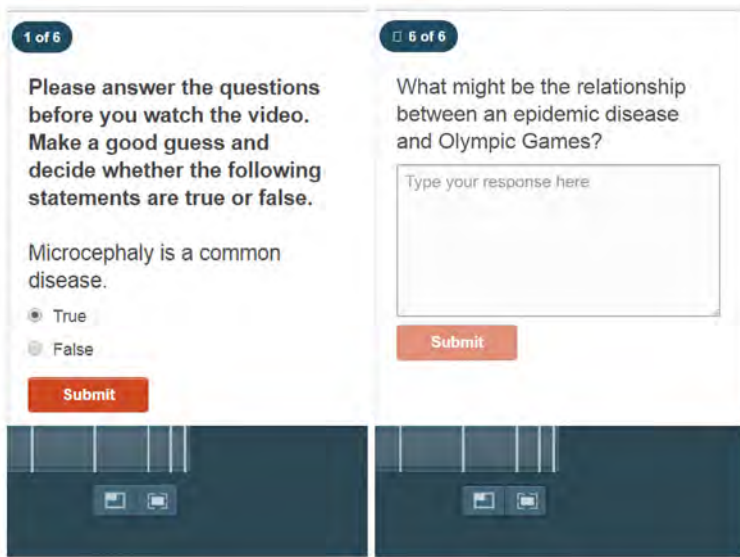 1 of 6
Please answer the questions
before you watch the video.
Make a good guess and
decide whether the following
statements are true or false.
Microcephaly is a common
disease.
True
False
Submit
6 of 6
What might be the relationship
between an epidemic disease
and Olympic Games?
Type your response here
Submit